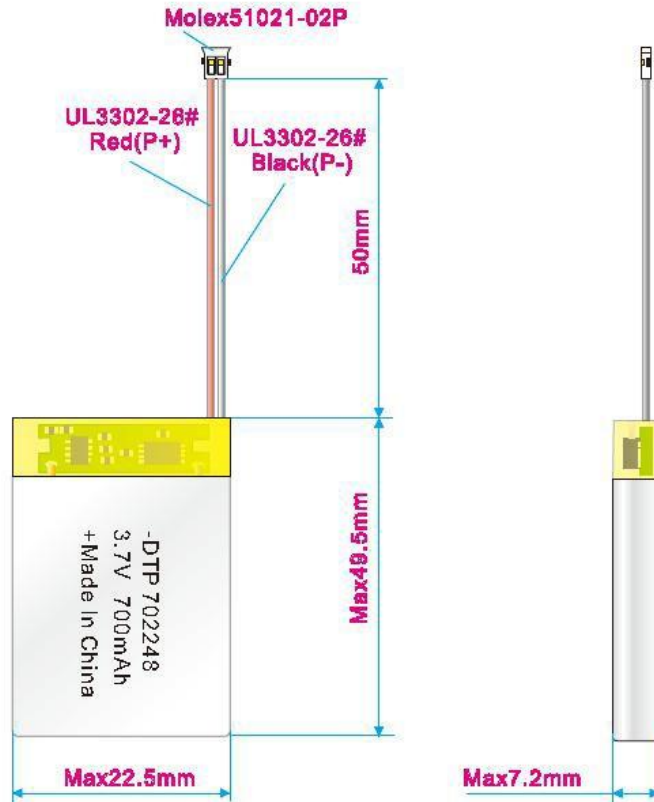 Molex51021-02P
UL3302-26#
Red(P+)
UL3302-26#
Black(P-)
50mm
Max49.5mm
-DTP 702248
3.7V 700mAh
+Made In China
Max22.5mm
Max7.2mm